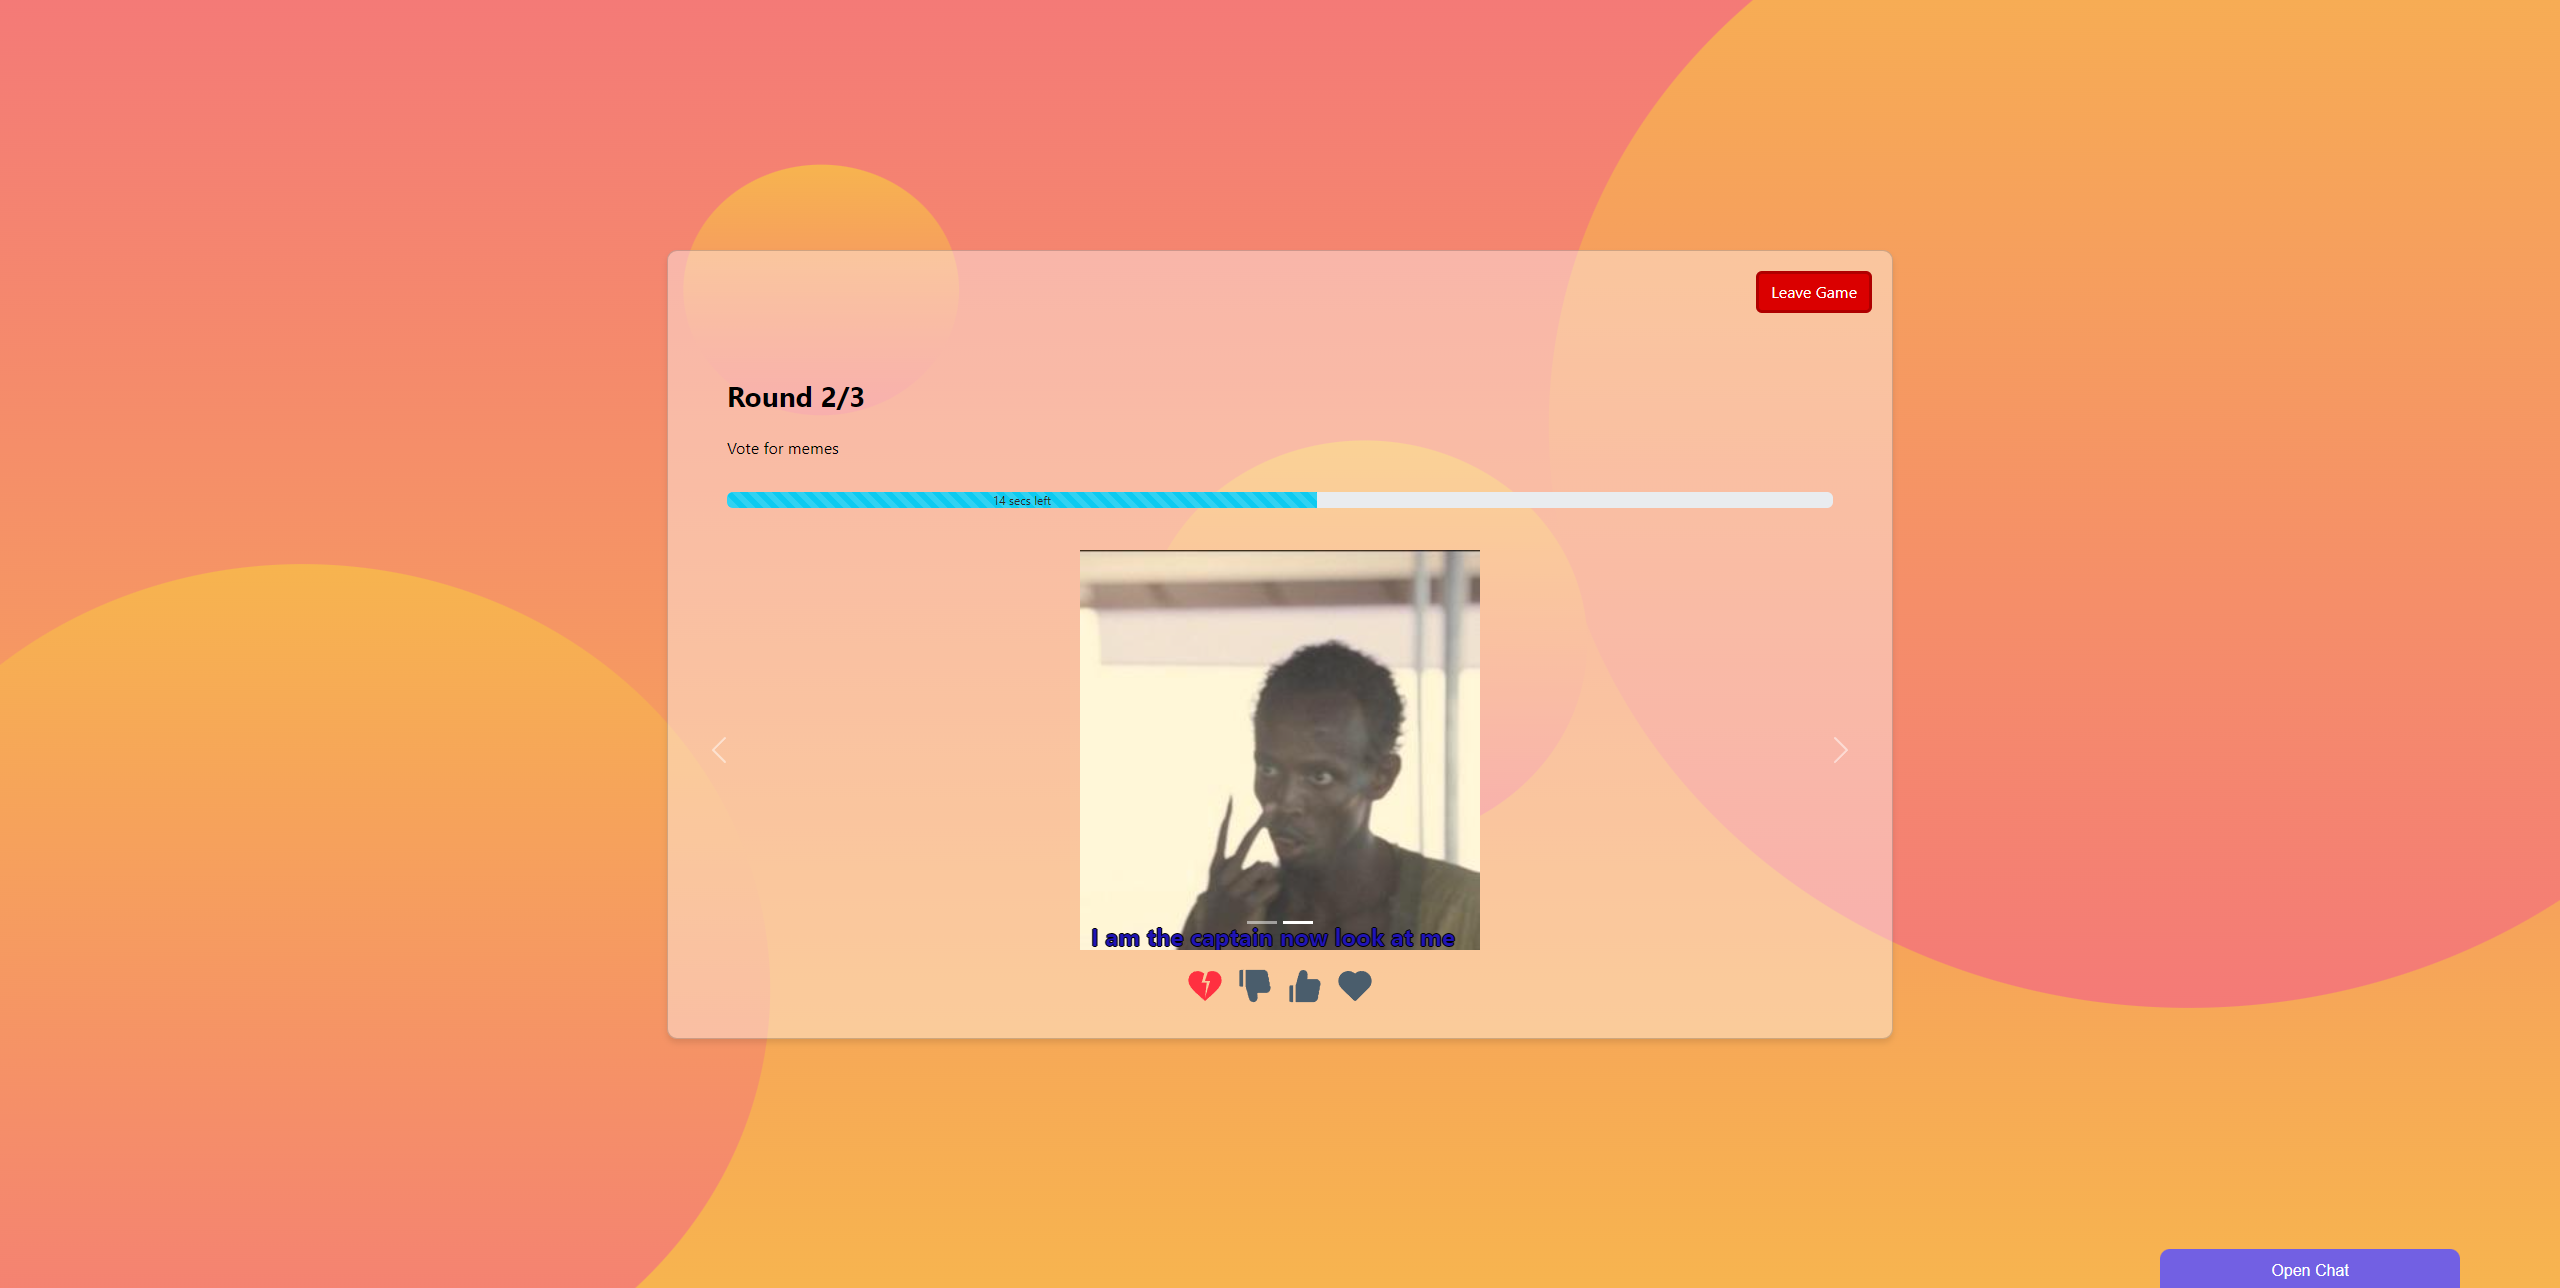 Leave Game
Round 2/3
Vote for memes
14 secs left
I am the captain now look at me
Open Chat